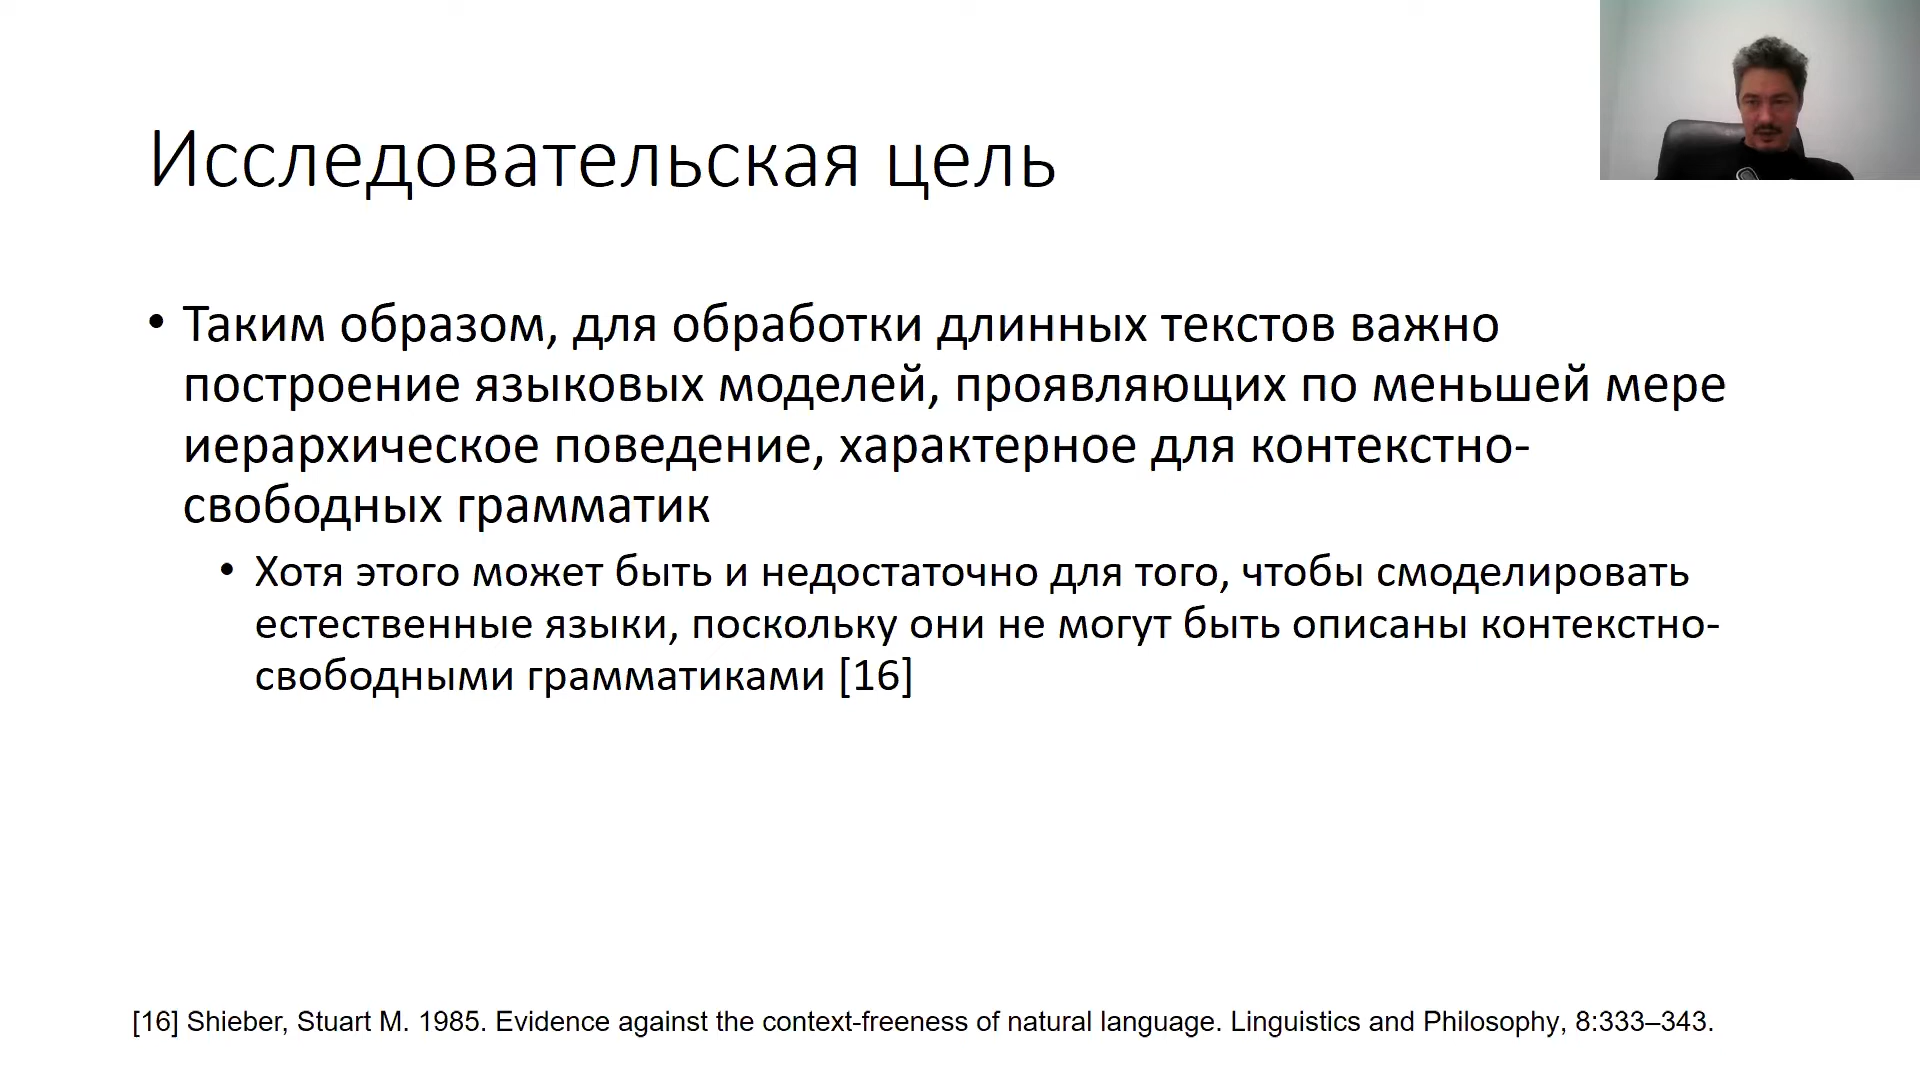 Исследовательская цель
• Таким образом, для обработки длинных текстов важно
построение языковых моделей, проявляющих по меньшей мере
иерархическое поведение, характерное для контекстно-
свободных грамматик
• Хотя этого может быть и недостаточно для того, чтобы смоделировать
естественные языки, поскольку они не могут быть описаны контекстно-
свободными грамматиками [16]
[16] Shieber, Stuart M. 1985. Evidence against the context-freeness of natural language. Linguistics and Philosophy, 8:333–343.